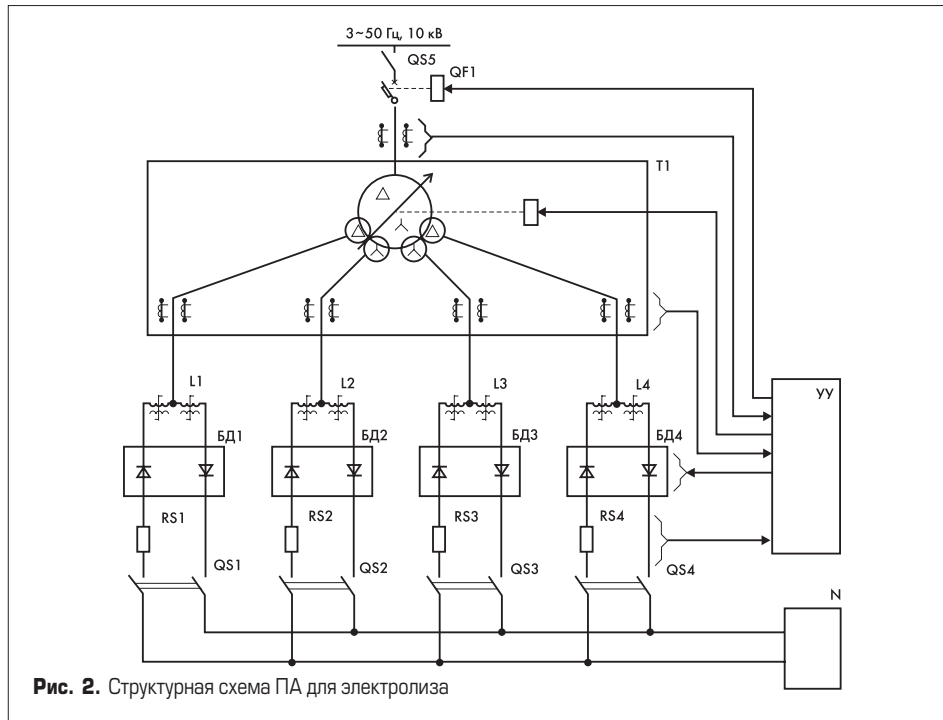 3~50 Гц, 10 кВ
QS5
QF1
T1
L1
L2
L3
L4
УУ
БД1
БД2
БД3
БД4
RS1
RS2
RS3
RS4
QS1
QS2
QS3
QS4
N
Рис. 2. Структурная схема ПА для электролиза